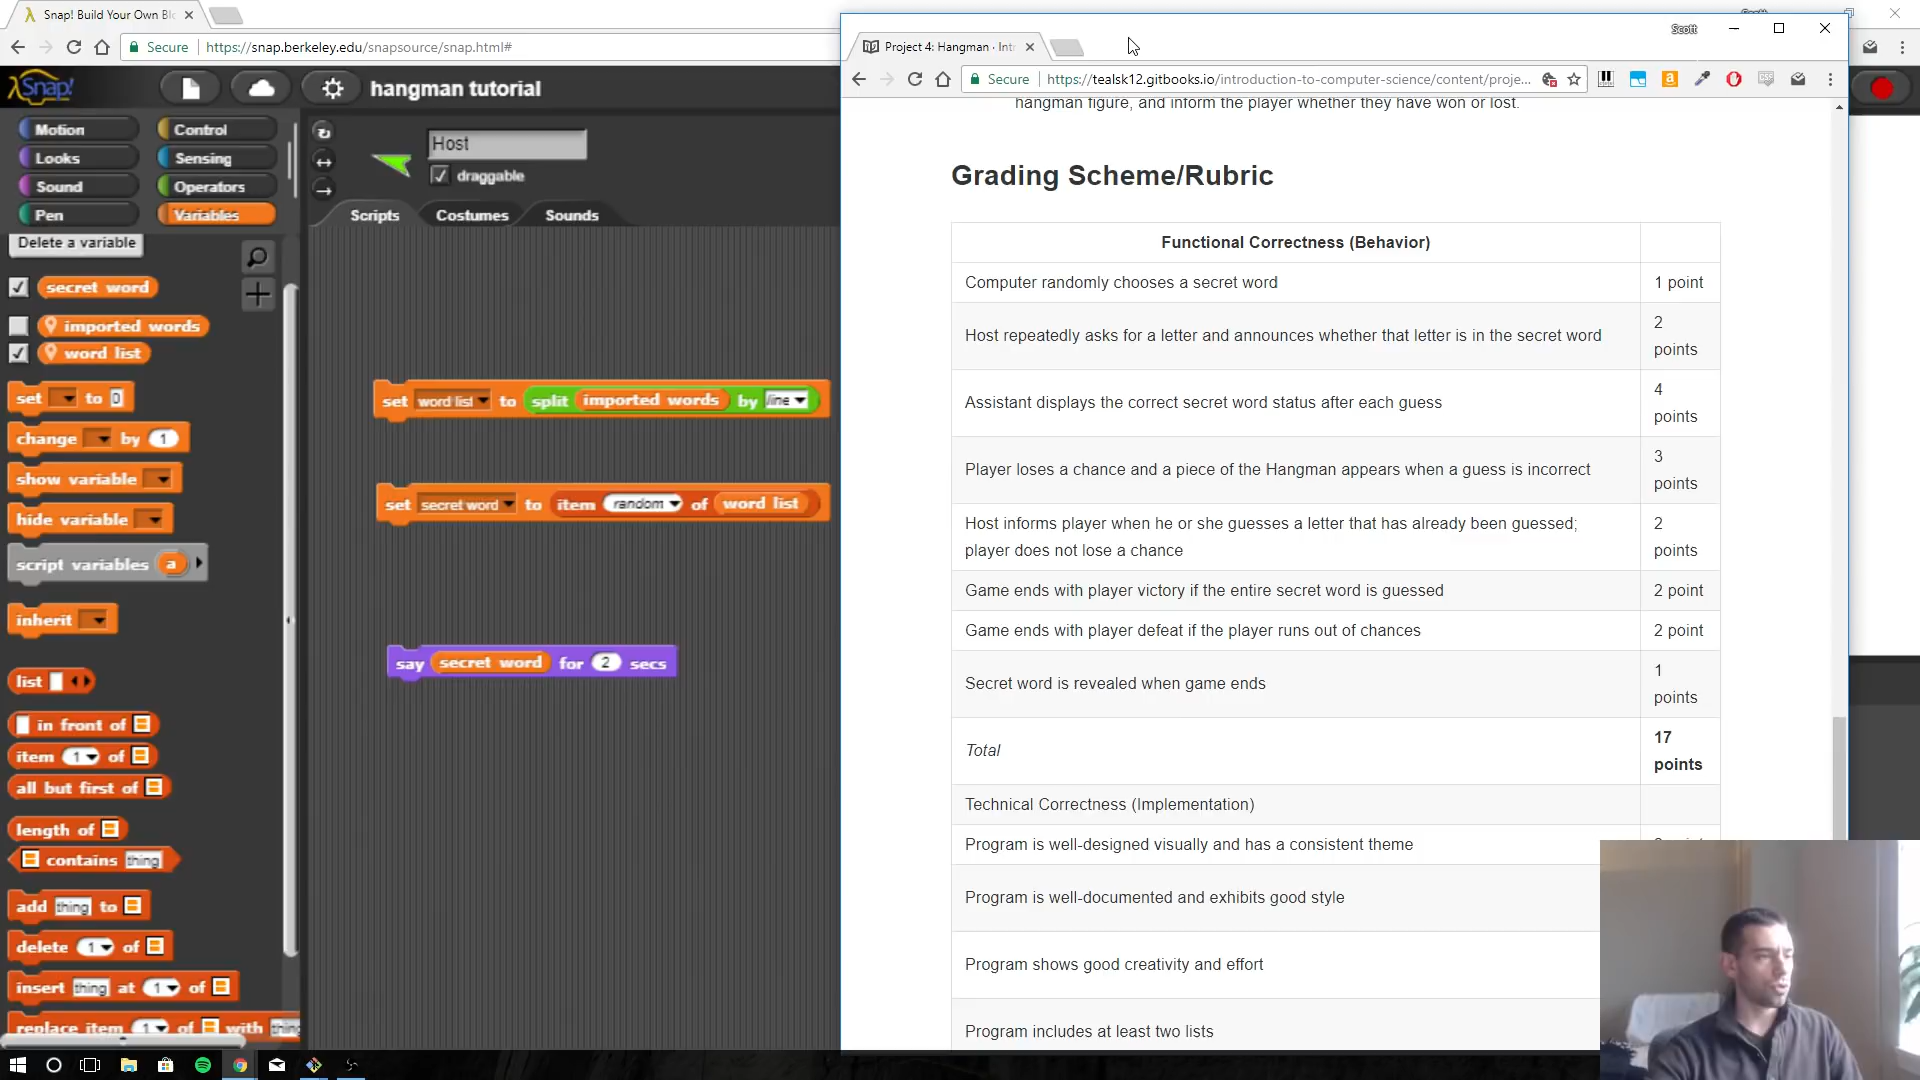 Snap! Build Your Own Bl
Secure
https://snap.berkeley.edu/snapsource/snap.html#
Snap!
hangman tutorial
Motion
Control
Looks
Sensing
Sound
Operators
Pen
Variables
Delete a variable
secret word
imported words
word list
set to 0
change by 1
show variable
hide variable
script variables a
inherit
list
in front of
item 1 of
all but first of
length of
contains thing
add thing to
delete 1 of
insert thing at 1 of
replace item 1 of with thing
Host
draggable
Scripts
Costumes
Sounds
set word list to split imported words by line
set secret word to item random of word list
say secret word for 2 secs
Scott
Project 4: Hangman · Int
Secure
https://tealsk12.gitbooks.io/introduction-to-computer-science/content/proje...
hangman figure, and inform the player whether they have won or lost.
Grading Scheme/Rubric
Functional Correctness (Behavior)
Computer randomly chooses a secret word
1 point
Host repeatedly asks for a letter and announces whether that letter is in the secret word
2
points
Assistant displays the correct secret word status after each guess
4
points
Player loses a chance and a piece of the Hangman appears when a guess is incorrect
3
points
Host informs player when he or she guesses a letter that has already been guessed;
player does not lose a chance
2
points
Game ends with player victory if the entire secret word is guessed
2 point
Game ends with player defeat if the player runs out of chances
2 point
Secret word is revealed when game ends
1
points
Total
17
points
Technical Correctness (Implementation)
Program is well-designed visually and has a consistent theme
Program is well-documented and exhibits good style
Program shows good creativity and effort
Program includes at least two lists